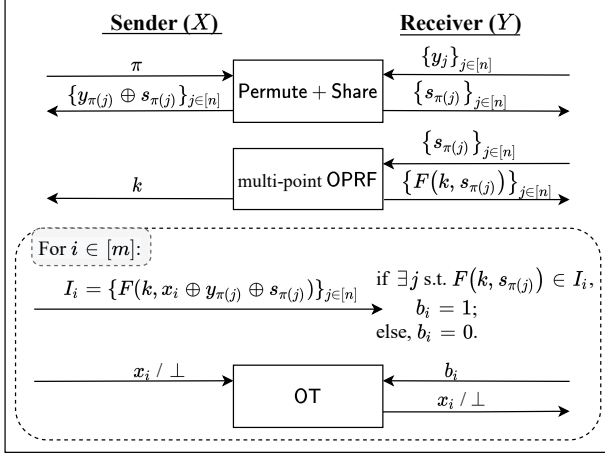 Sender (X) Receiver (Y)
π {y_j}_{j∈[n]}
{y_{π(j)} ⊕ s_{π(j)}}_{j∈[n]} Permute + Share {s_{π(j)}}_{j∈[n]}
{s_{π(j)}}_{j∈[n]}
k multi-point OPRF {F(k, s_{π(j)})}_{j∈[n]}
For i ∈ [m]:
I_i = {F(k, x_i ⊕ y_{π(j)} ⊕ s_{π(j)})}_{j∈[n]} if ∃j s.t. F(k, s_{π(j)}) ∈ I_i,
b_i = 1;
else, b_i = 0.
x_i / ⊥ b_i
OT x_i / ⊥